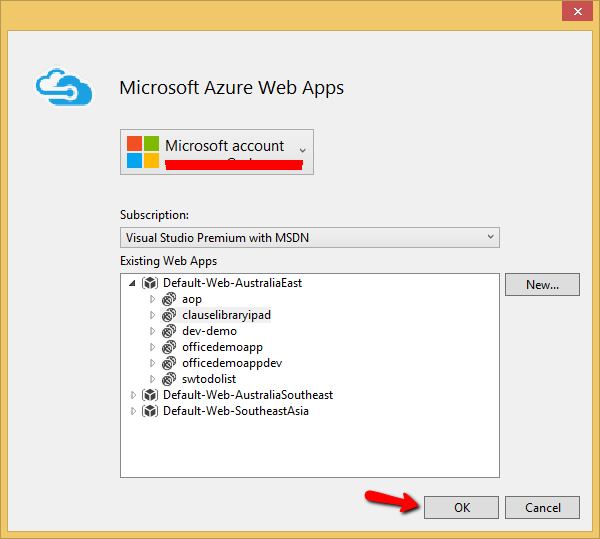 Microsoft Azure Web Apps
Microsoft account
Subscription:
Visual Studio Premium with MSDN
Existing Web Apps
Default-Web-AustraliaEast
New...
aop
clauselibraryipad
dev-demo
officedemoapp
officedemoappdev
swtodolist
Default-Web-AustraliaSoutheast
Default-Web-SoutheastAsia
OK
Cancel